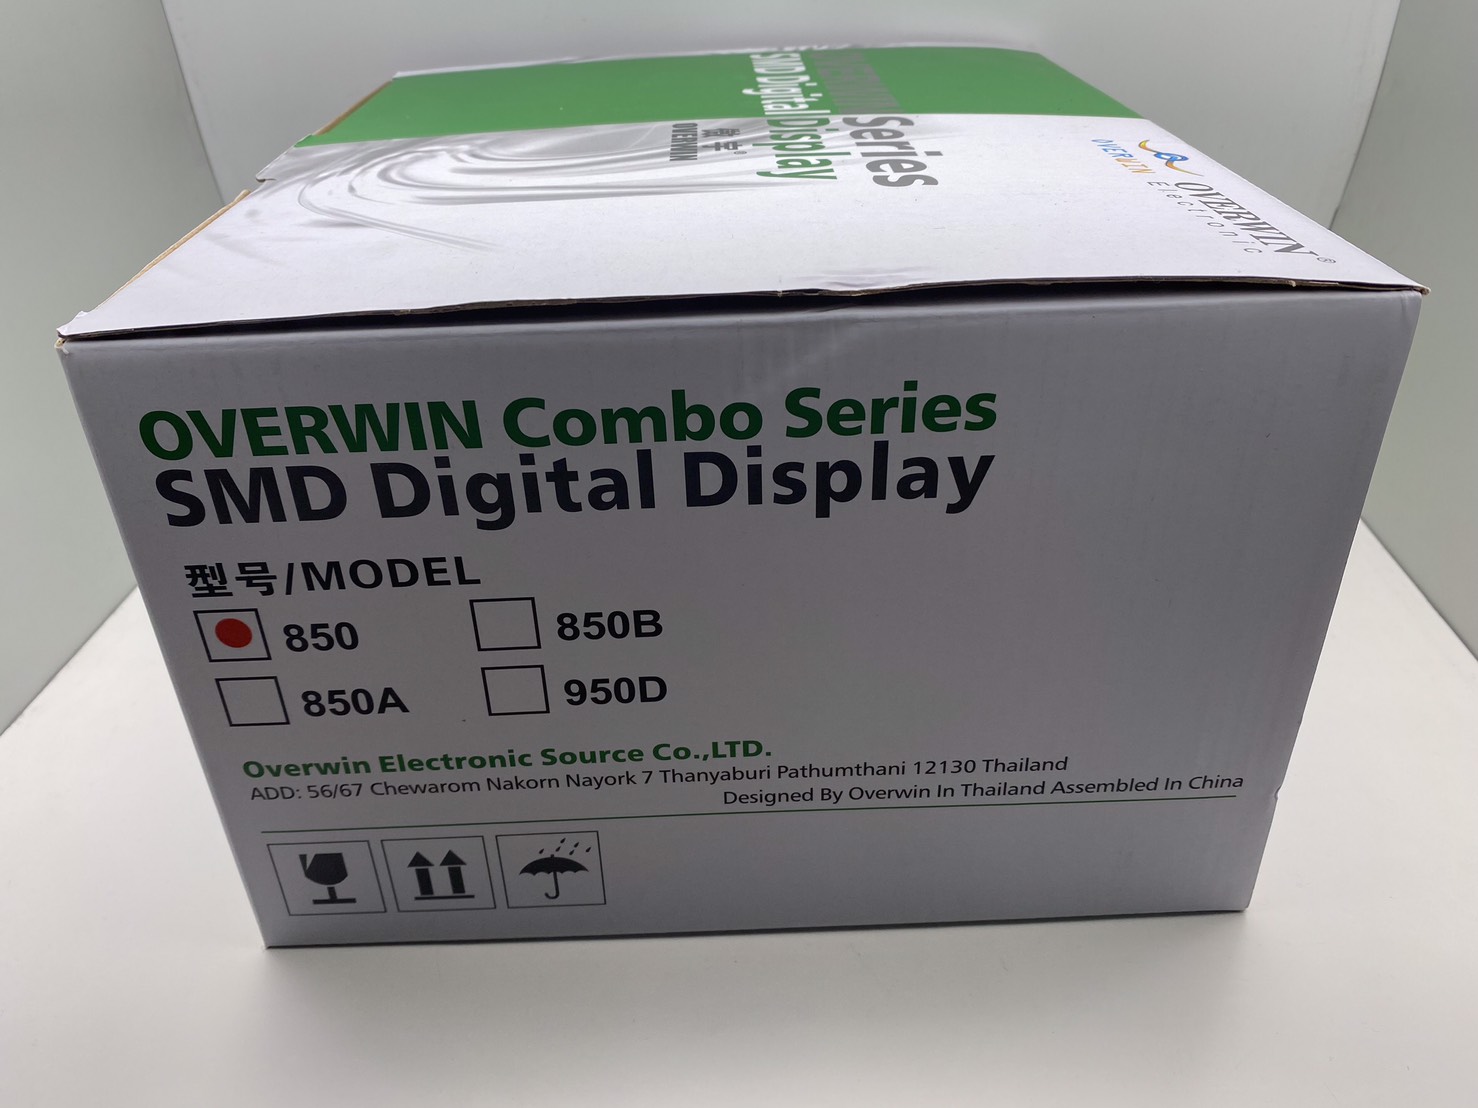 Series
SMD Digital Display
OVERWIN
OVERWIN Electronic
OVERWIN®
OVERWIN Combo Series
SMD Digital Display
型号/MODEL
850 850B
850A 950D
Overwin Electronic Source Co.,LTD.
ADD: 56/67 Chewarom Nakorn Nayork 7 Thanyaburi Pathumthani 12130 Thailand
Designed By Overwin In Thailand Assembled In China